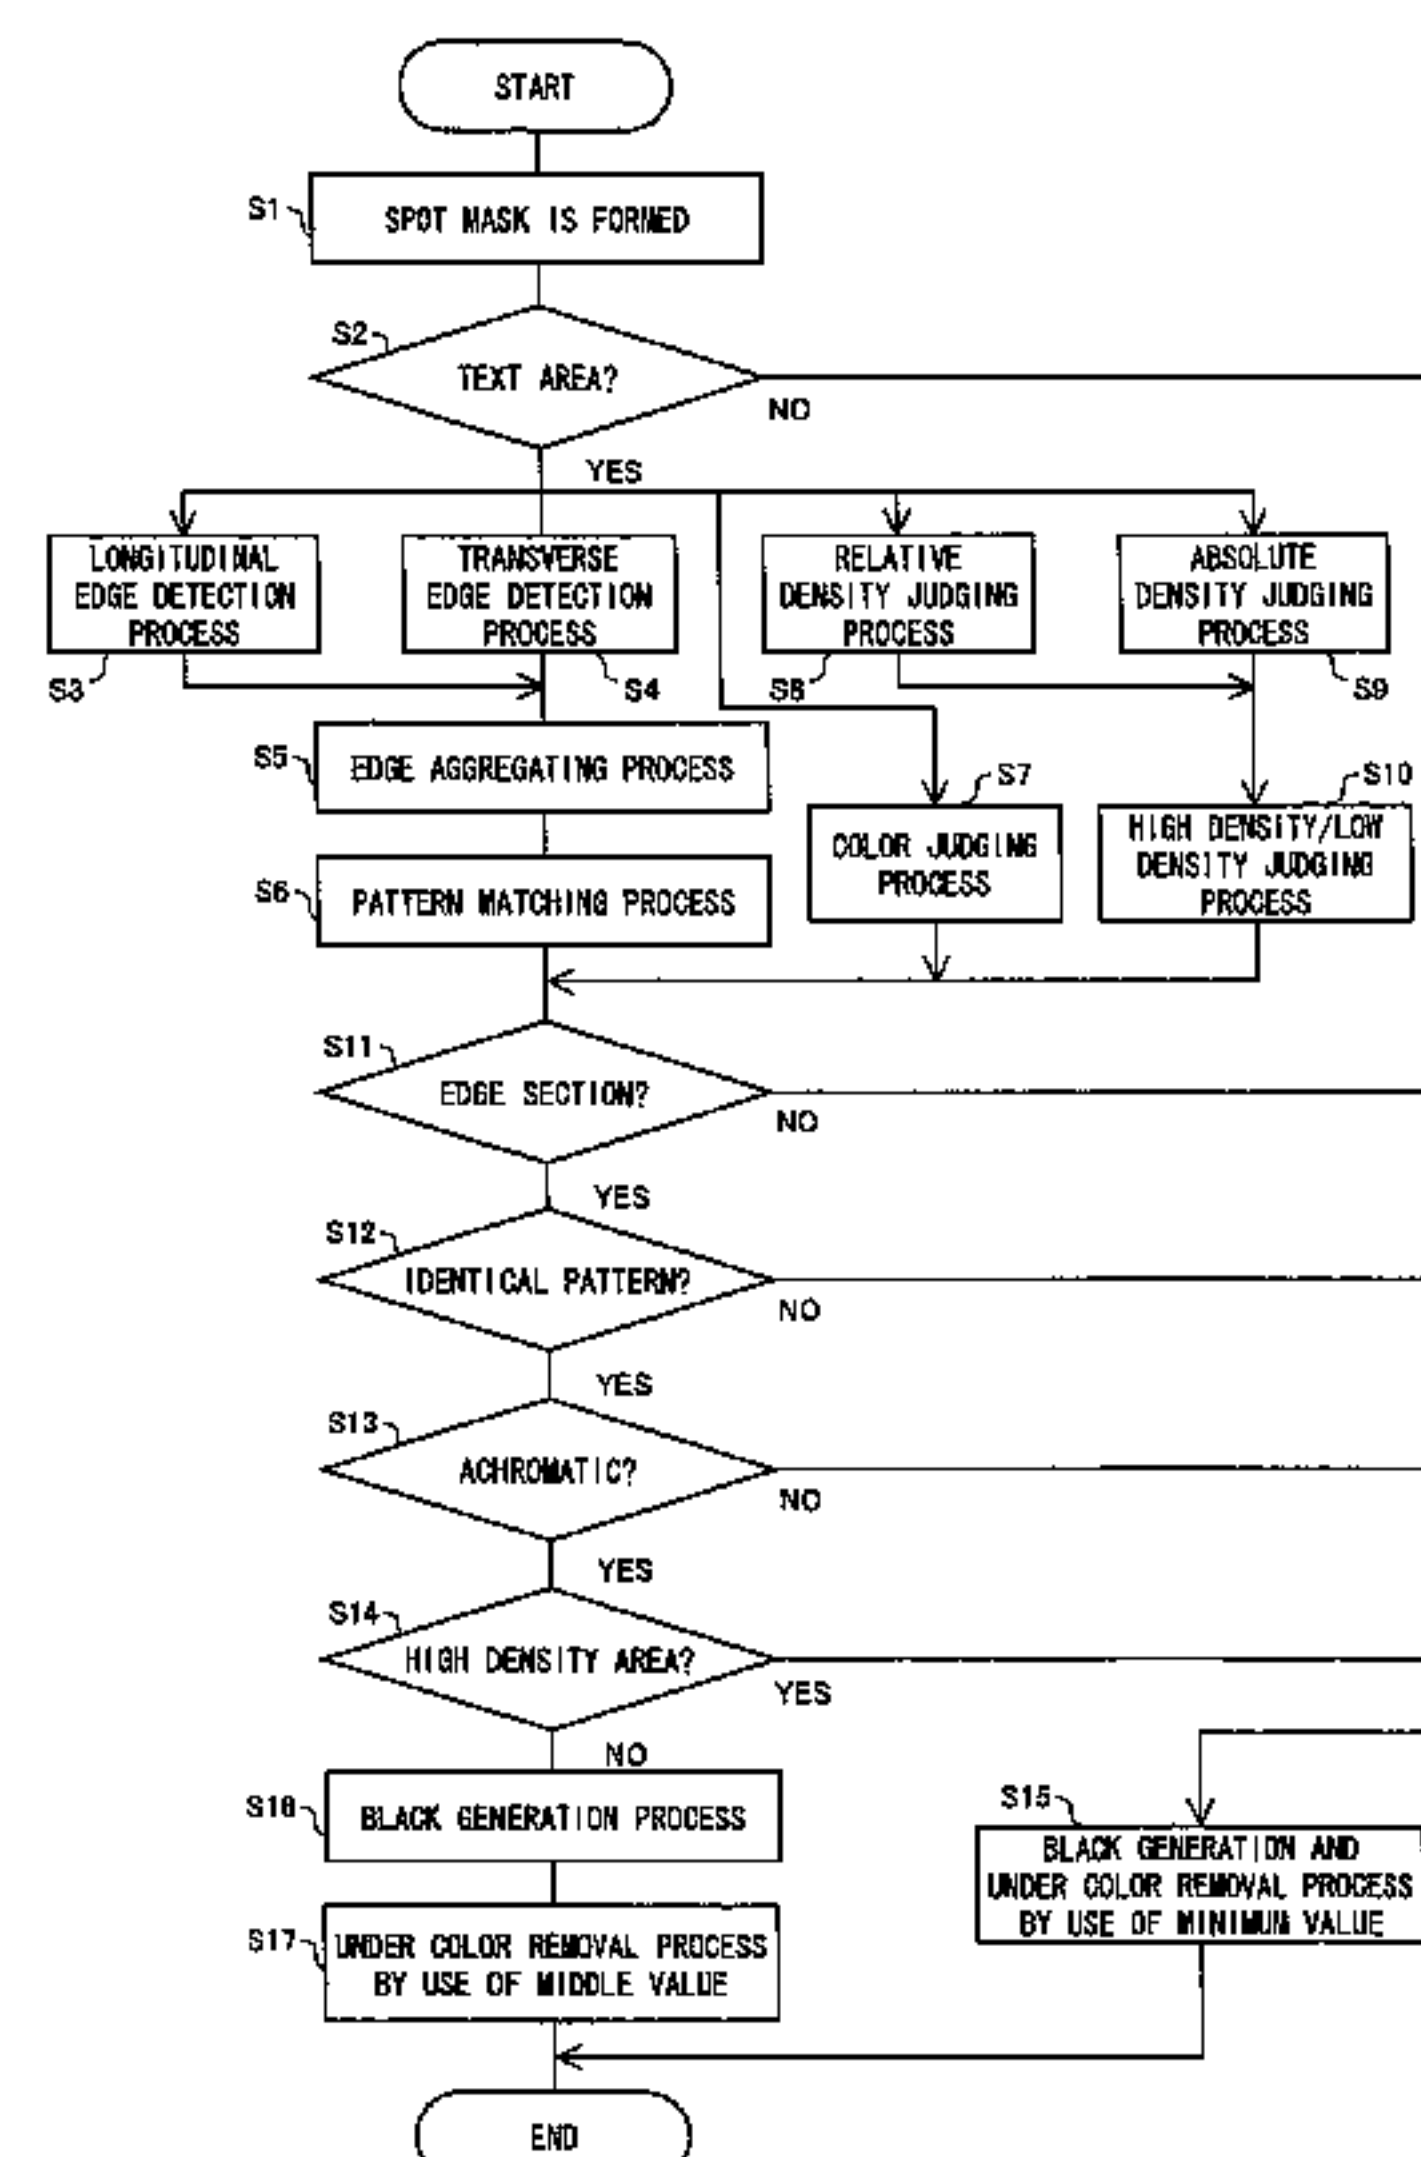 START
S1
SPOT MASK IS FORMED
S2
TEXT AREA?
NO
YES
LONGITUDINAL
EDGE DETECTION
PROCESS
S3
TRANSVERSE
EDGE DETECTION
PROCESS
S4
RELATIVE
DENSITY JUDGING
PROCESS
S8
ABSOLUTE
DENSITY JUDGING
PROCESS
S9
S5
EDGE AGGREGATING PROCESS
S6
PATTERN MATCHING PROCESS
S7
COLOR JUDGING
PROCESS
S10
HIGH DENSITY/LOW
DENSITY JUDGING
PROCESS
S11
EDGE SECTION?
NO
YES
S12
IDENTICAL PATTERN?
NO
YES
S13
ACHROMATIC?
NO
YES
S14
HIGH DENSITY AREA?
YES
NO
S16
BLACK GENERATION PROCESS
S15
BLACK GENERATION AND
UNDER COLOR REMOVAL PROCESS
BY USE OF MINIMUM VALUE
S17
UNDER COLOR REMOVAL PROCESS
BY USE OF MIDDLE VALUE
END